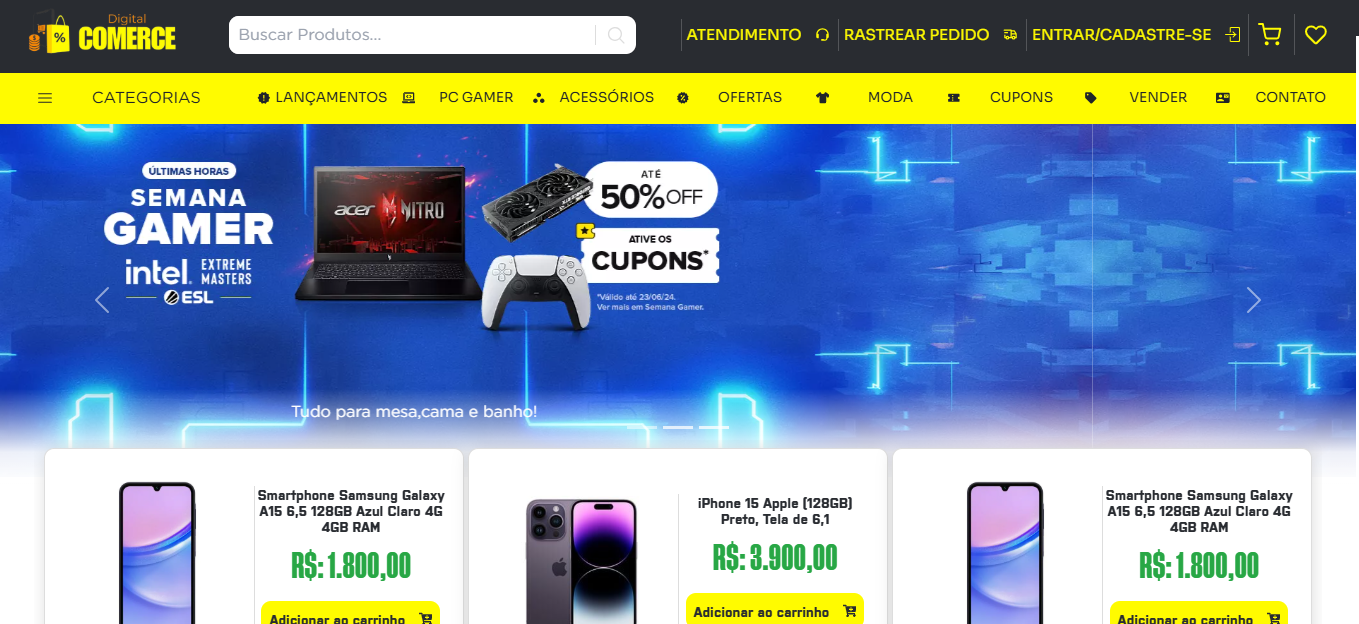 Digital
%
COMERCE
Buscar Produtos...
ATENDIMENTO
RASTREAR PEDIDO
ENTRAR/CADASTRE-SE
CATEGORIAS
LANÇAMENTOS
PC GAMER
ACESSÓRIOS
OFERTAS
MODA
CUPONS
VENDER
CONTATO
ÚLTIMAS HORAS
SEMANA
GAMER
intel. EXTREME MASTERS
ESL
acer NITRO
ATÉ
50% OFF
ATIVE OS
CUPONS*
*Válido até 23/06/24.
Ver mais em Semana Gamer.
Tudo para mesa,cama e banho!
Smartphone Samsung Galaxy
A15 6,5 128GB Azul Claro 4G
4GB RAM
R$: 1.800,00
Adicionar ao carrinho
iPhone 15 Apple (128GB)
Preto, Tela de 6,1
R$: 3.900,00
Adicionar ao carrinho
Smartphone Samsung Galaxy
A15 6,5 128GB Azul Claro 4G
4GB RAM
R$: 1.800,00
Adicionar ao carrinho